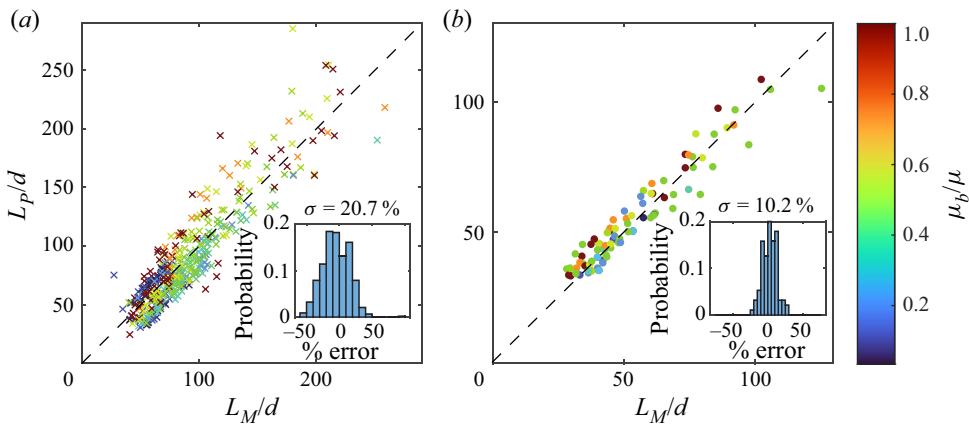 (a)
250
200
150
100
50
0
100
200
L_P/d
L_M/d
σ = 20.7 %
0.2
0.1
0
−50
0
50
Probability
% error
(b)
100
50
0
50
100
L_M/d
σ = 10.2 %
0.2
0.1
0
−50
0
50
Probability
% error
1.0
0.8
0.6
0.4
0.2
μ_b/μ